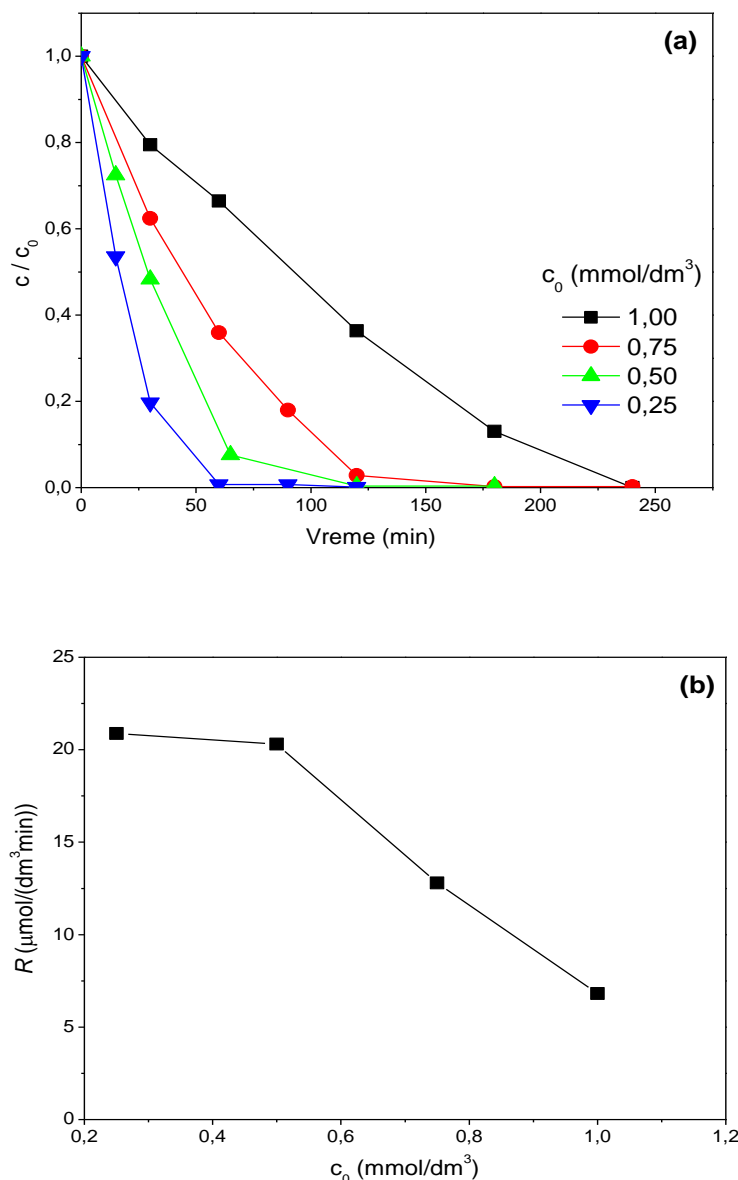 (a)
1,0
0,8
0,6
0,4
0,2
0,0
c / c₀
c₀ (mmol/dm³)
1,00
0,75
0,50
0,25
0 50 100 150 200 250
Vreme (min)
(b)
25
20
15
10
5
0
R (μmol/(dm³min))
0,2 0,4 0,6 0,8 1,0 1,2
c₀ (mmol/dm³)